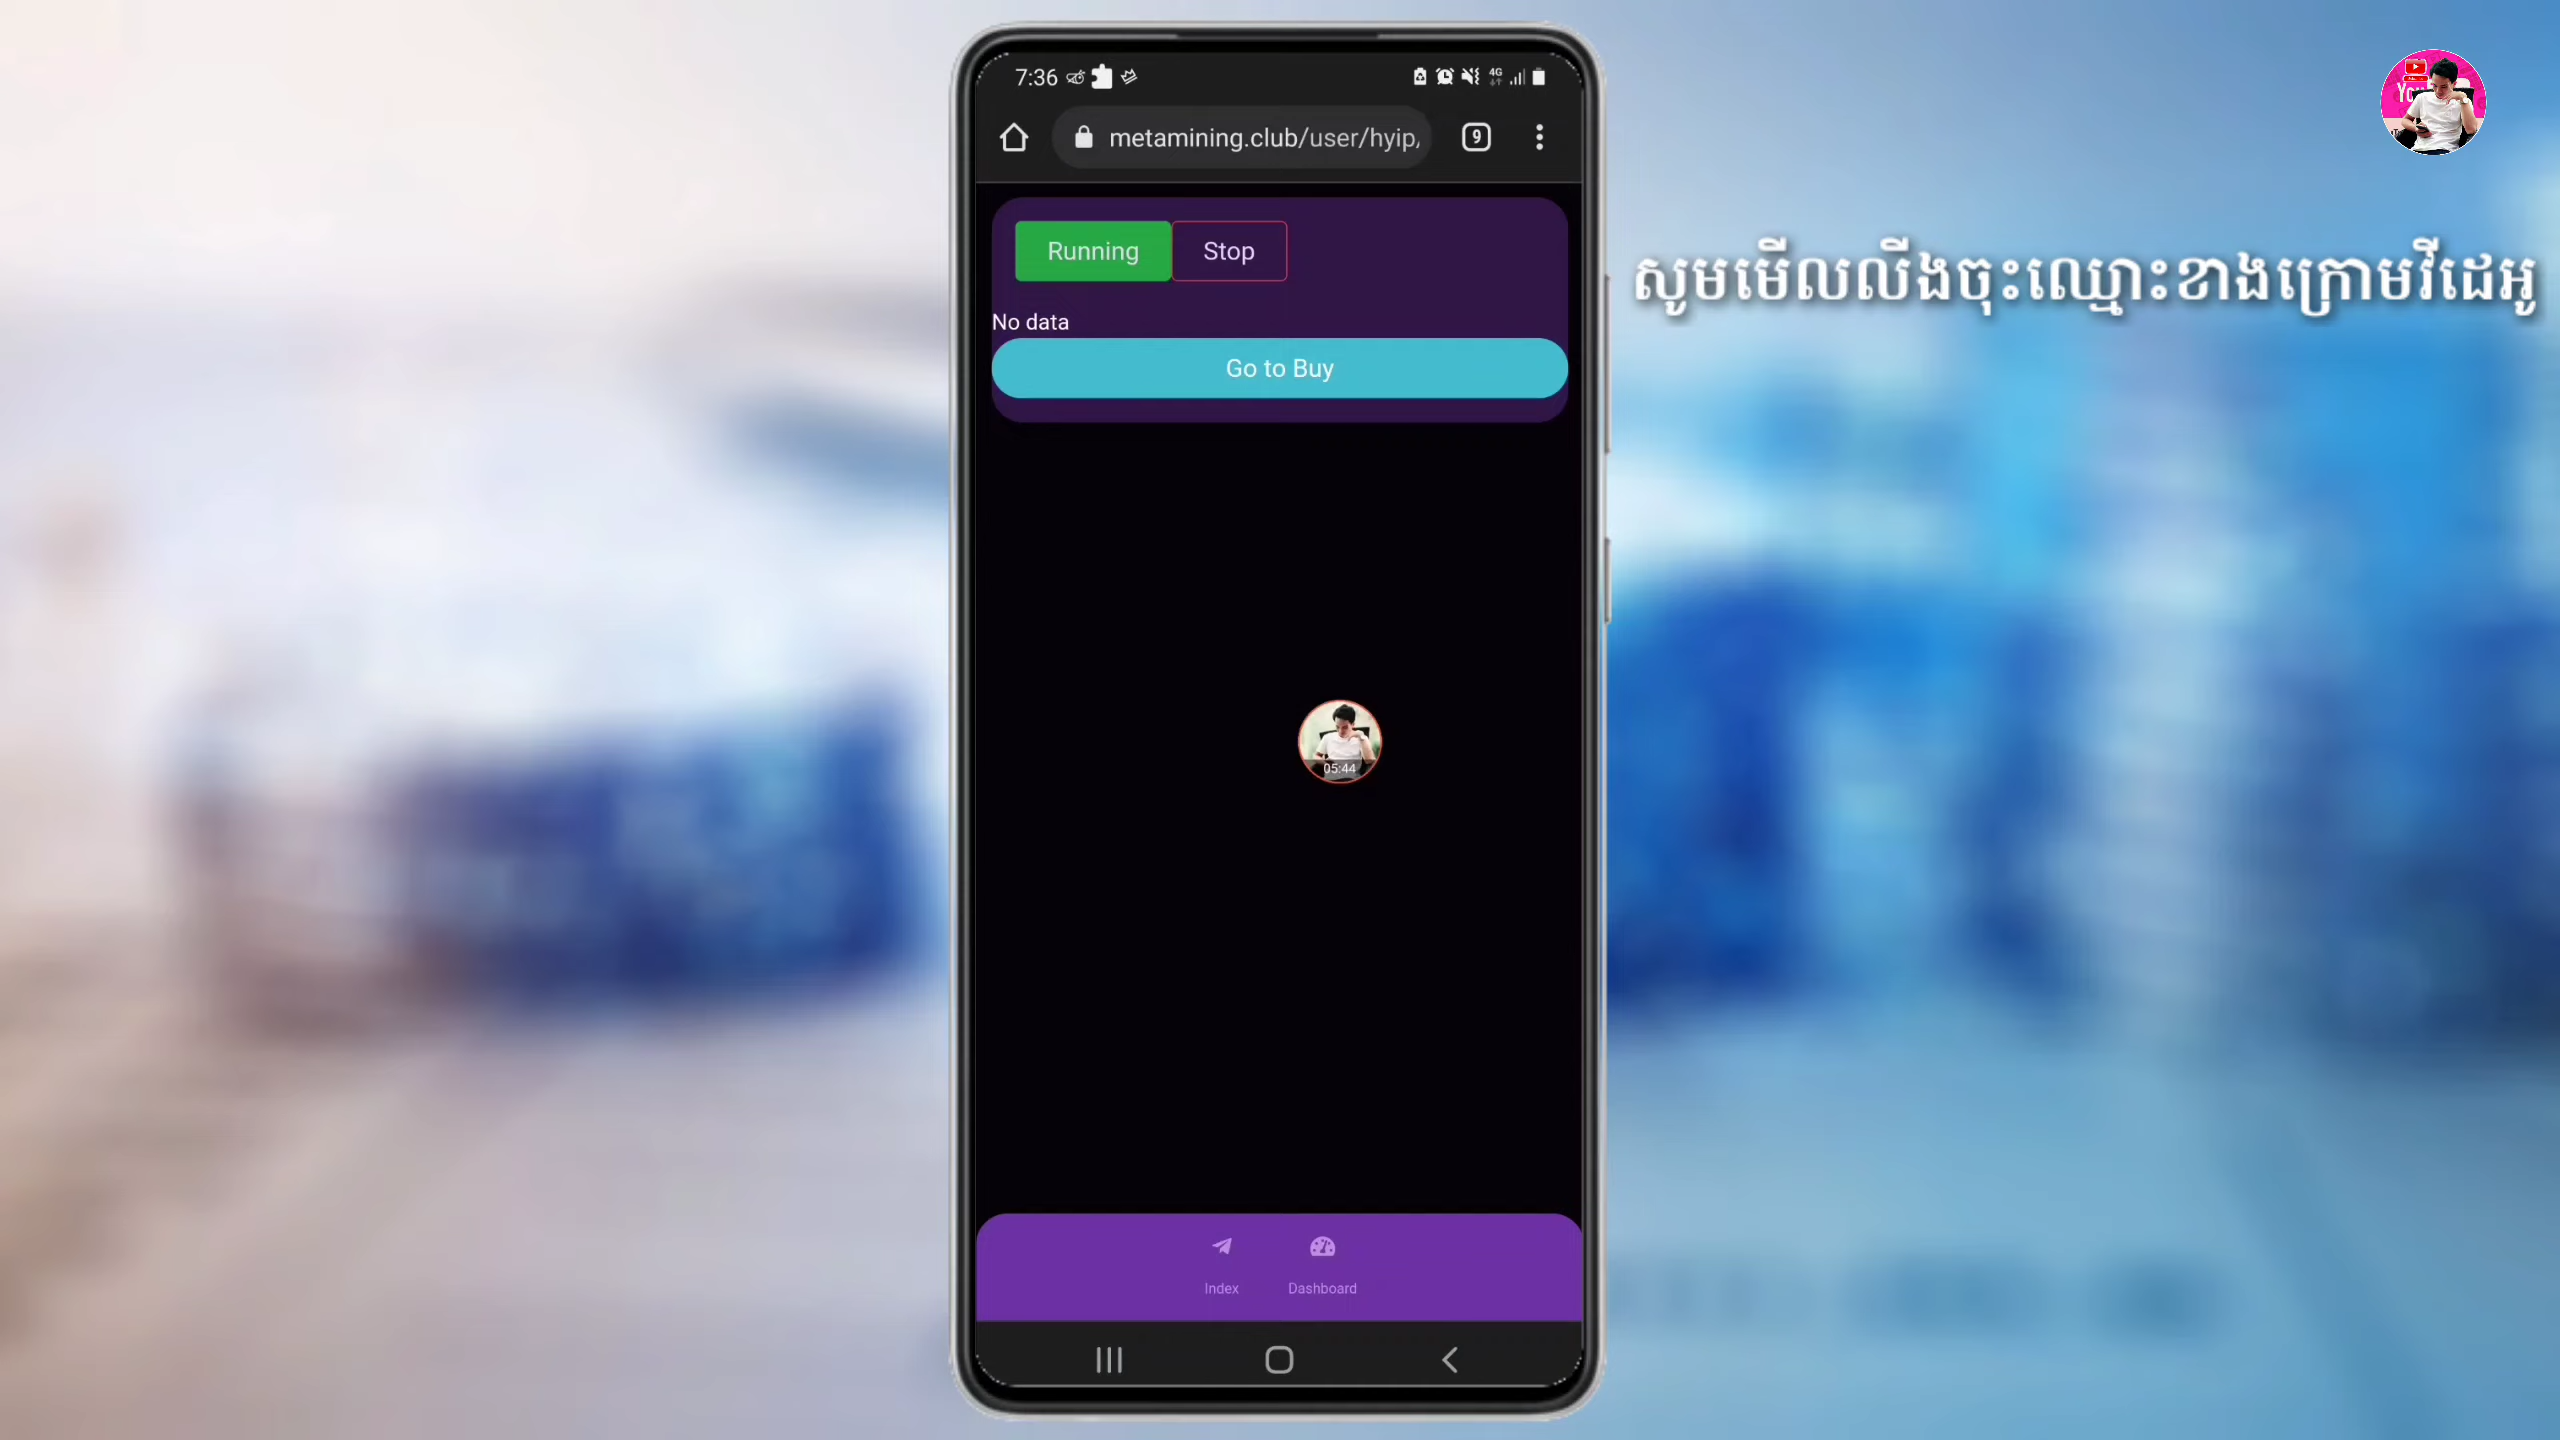 7:36
4G
metamining.club/user/hyip/
9
Running
Stop
No data
Go to Buy
05:44
Index
Dashboard
សូមមើលលីងចុះឈ្មោះខាងក្រោមវីដេអូ